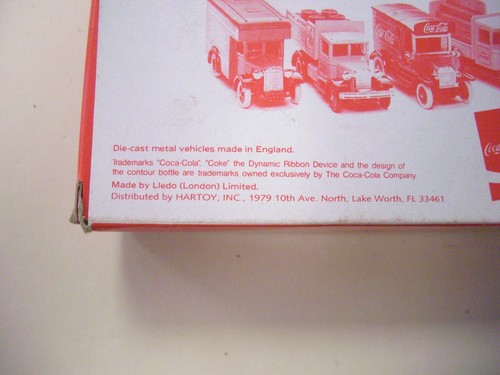 Coca-Cola
Die-cast metal vehicles made in England.
Trademarks "Coca-Cola", "Coke" the Dynamic Ribbon Device and the design of
the contour bottle are trademarks owned exclusively by The Coca-Cola Company
Made by Lledo (London) Limited.
Distributed by HARTOY, INC., 1979 10th Ave. North, Lake Worth, FL 33461